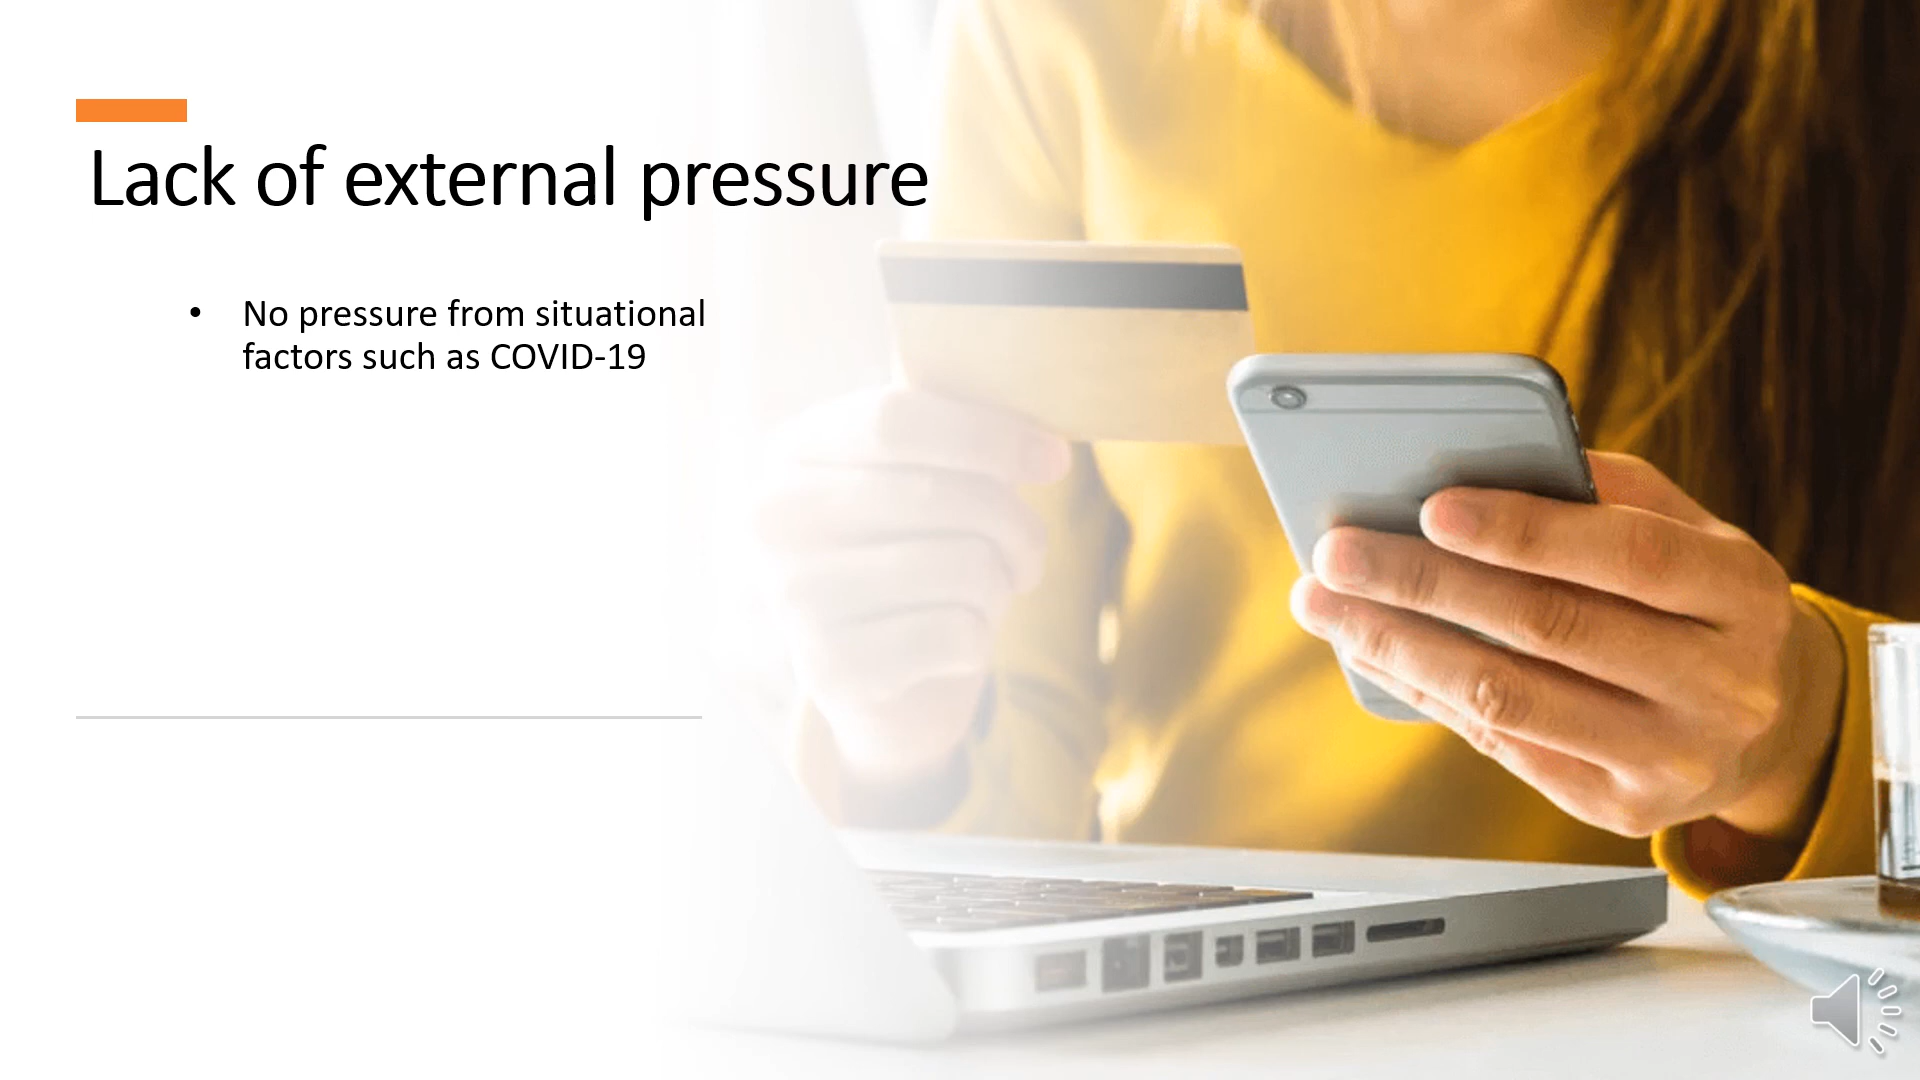 Lack of external pressure
• No pressure from situational
factors such as COVID-19